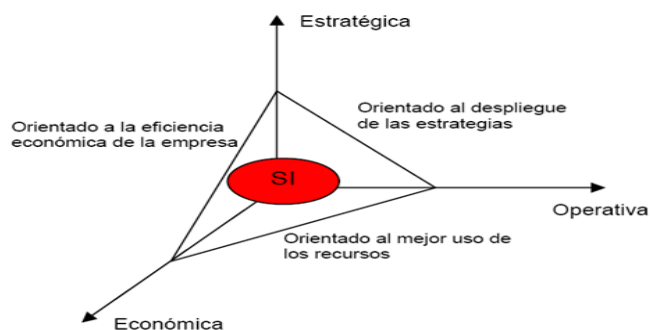 Estratégica
Orientado al despliegue
de las estrategias
Orientado a la eficiencia
económica de la empresa
SI
Operativa
Orientado al mejor uso de
los recursos
Económica